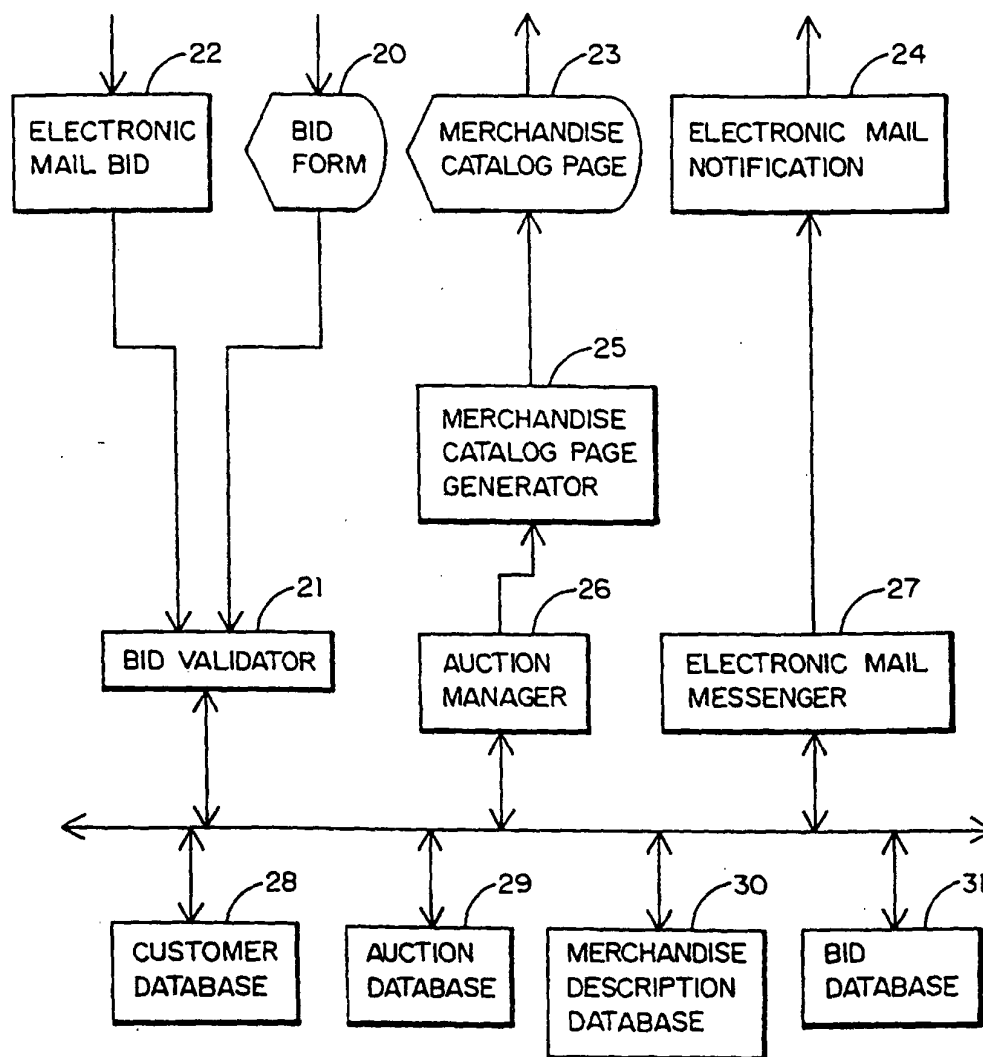 22
20
23
24
ELECTRONIC
MAIL BID
BID
FORM
MERCHANDISE
CATALOG PAGE
ELECTRONIC MAIL
NOTIFICATION
25
MERCHANDISE
CATALOG PAGE
GENERATOR
21
26
27
BID VALIDATOR
AUCTION
MANAGER
ELECTRONIC MAIL
MESSENGER
28
29
30
31
CUSTOMER
DATABASE
AUCTION
DATABASE
MERCHANDISE
DESCRIPTION
DATABASE
BID
DATABASE